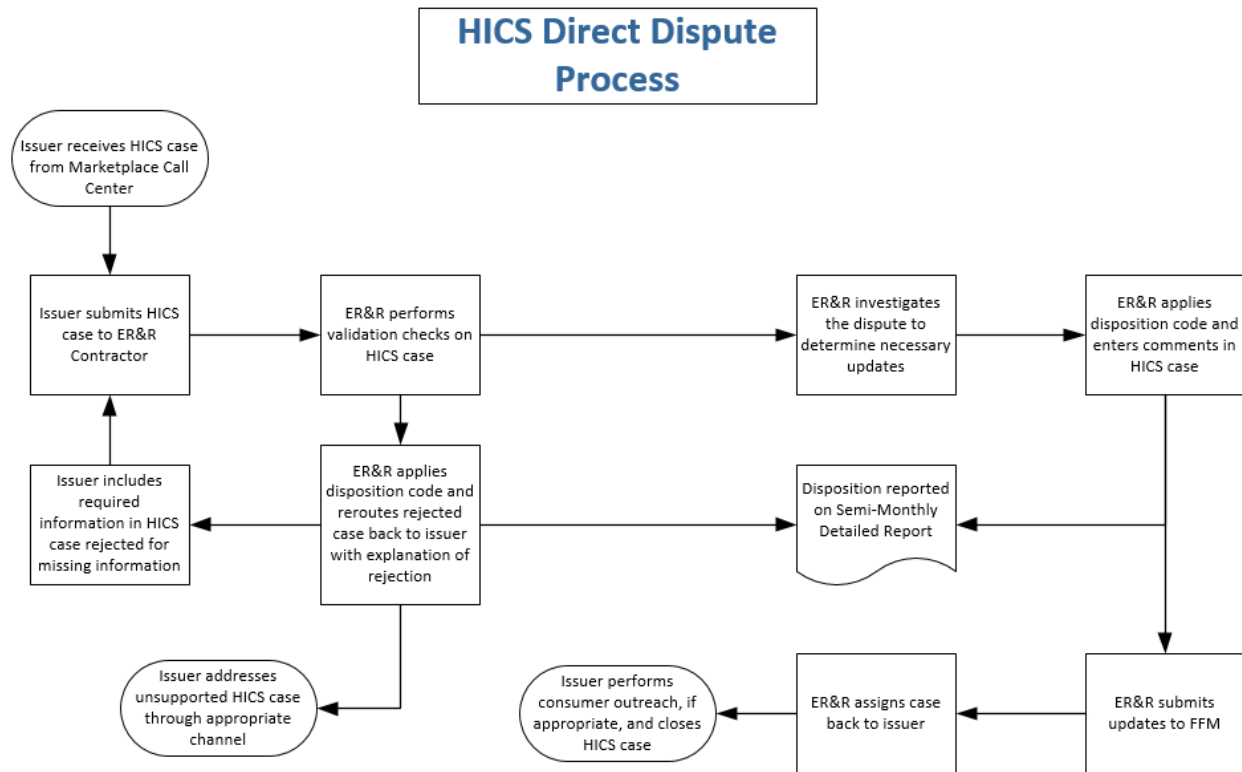 HICS Direct Dispute
Process
Issuer receives HICS case
from Marketplace Call
Center
Issuer submits HICS
case to ER&R
Contractor
ER&R performs
validation checks on
HICS case
ER&R investigates
the dispute to
determine necessary
updates
ER&R applies
disposition code and
enters comments in
HICS case
Issuer includes
required
information in HICS
case rejected for
missing information
ER&R applies
disposition code and
reroutes rejected
case back to issuer
with explanation of
rejection
Disposition reported
on Semi-Monthly
Detailed Report
Issuer addresses
unsupported HICS case
through appropriate
channel
Issuer performs
consumer outreach, if
appropriate, and closes
HICS case
ER&R assigns case
back to issuer
ER&R submits
updates to FFM